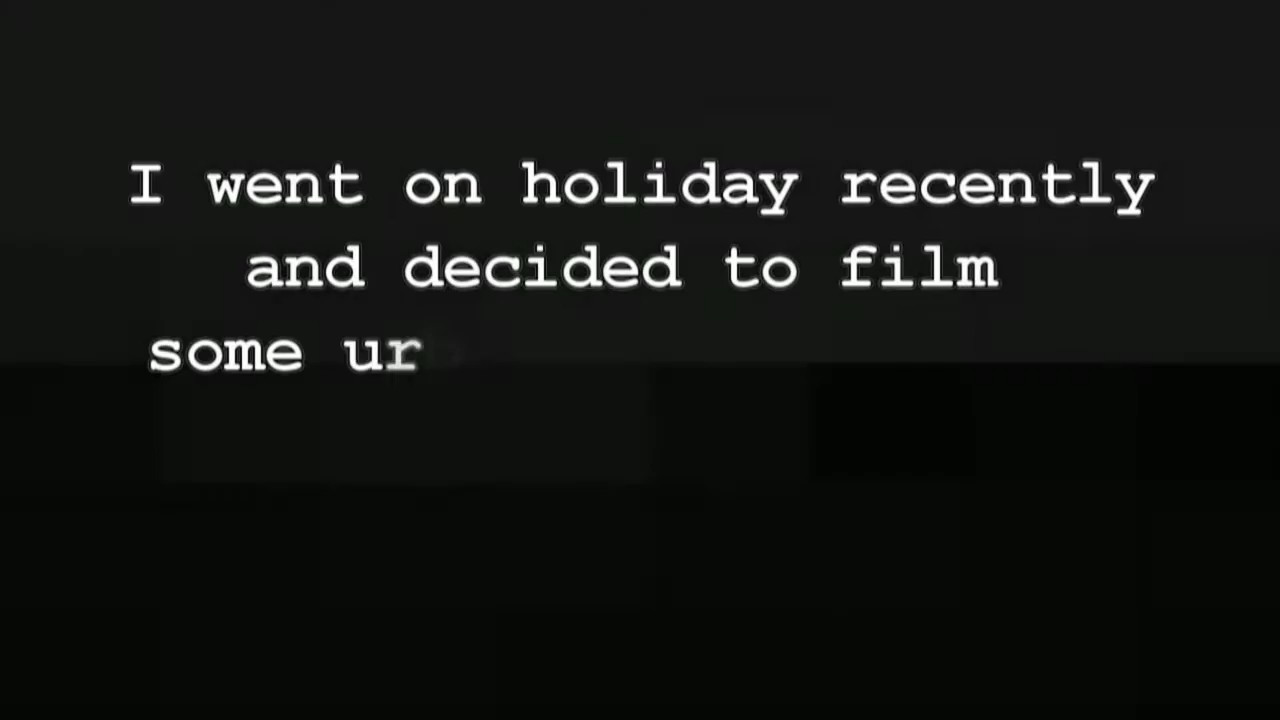 I went on holiday recently
and decided to film
some ur